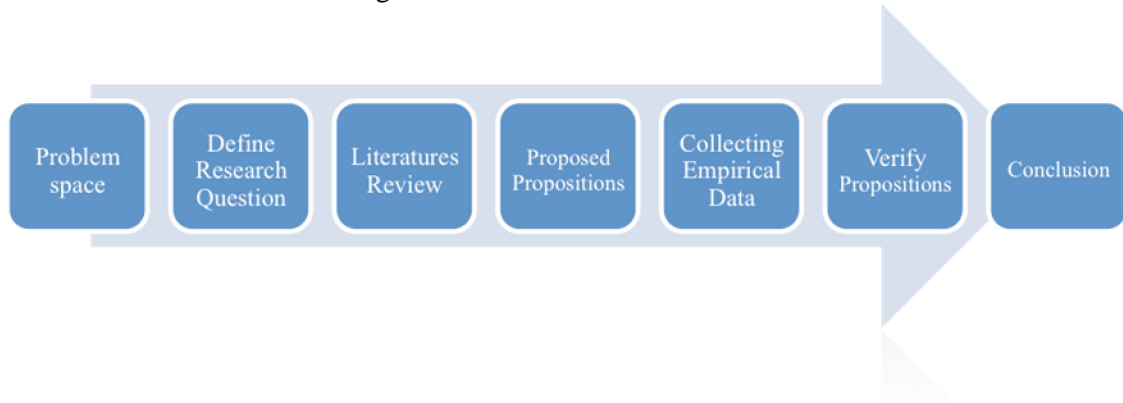 Problem
space
Define
Research
Question
Literatures
Review
Proposed
Propositions
Collecting
Empirical
Data
Verify
Propositions
Conclusion